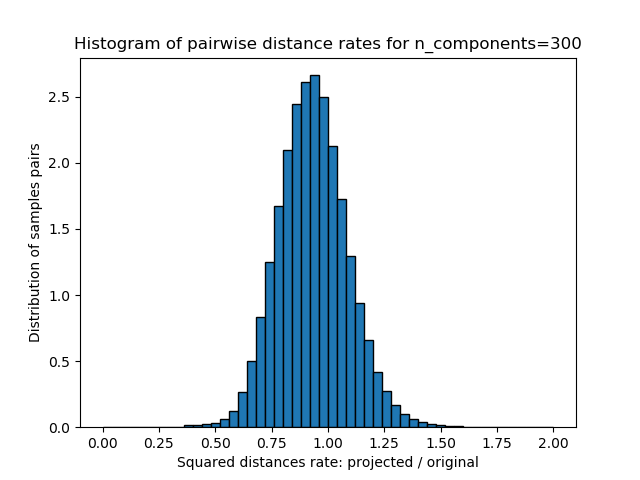 Histogram of pairwise distance rates for n_components=300
2.5
2.0
1.5
1.0
0.5
0.0
Distribution of samples pairs
0.00 0.25 0.50 0.75 1.00 1.25 1.50 1.75 2.00
Squared distances rate: projected / original